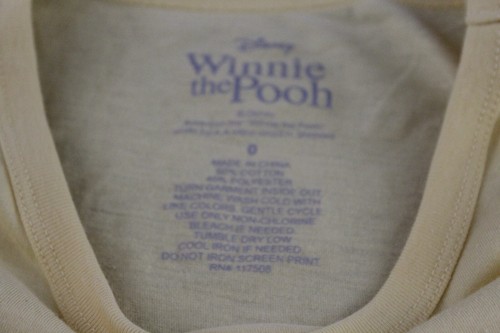 Disney
Winnie
the Pooh
© Disney
0
MADE IN CHINA
60% COTTON
40% POLYESTER
TURN GARMENT INSIDE OUT.
MACHINE WASH COLD WITH
LIKE COLORS. GENTLE CYCLE.
USE ONLY NON-CHLORINE
BLEACH IF NEEDED.
TUMBLE DRY LOW.
COOL IRON IF NEEDED.
DO NOT IRON SCREEN PRINT.
RN# 117505